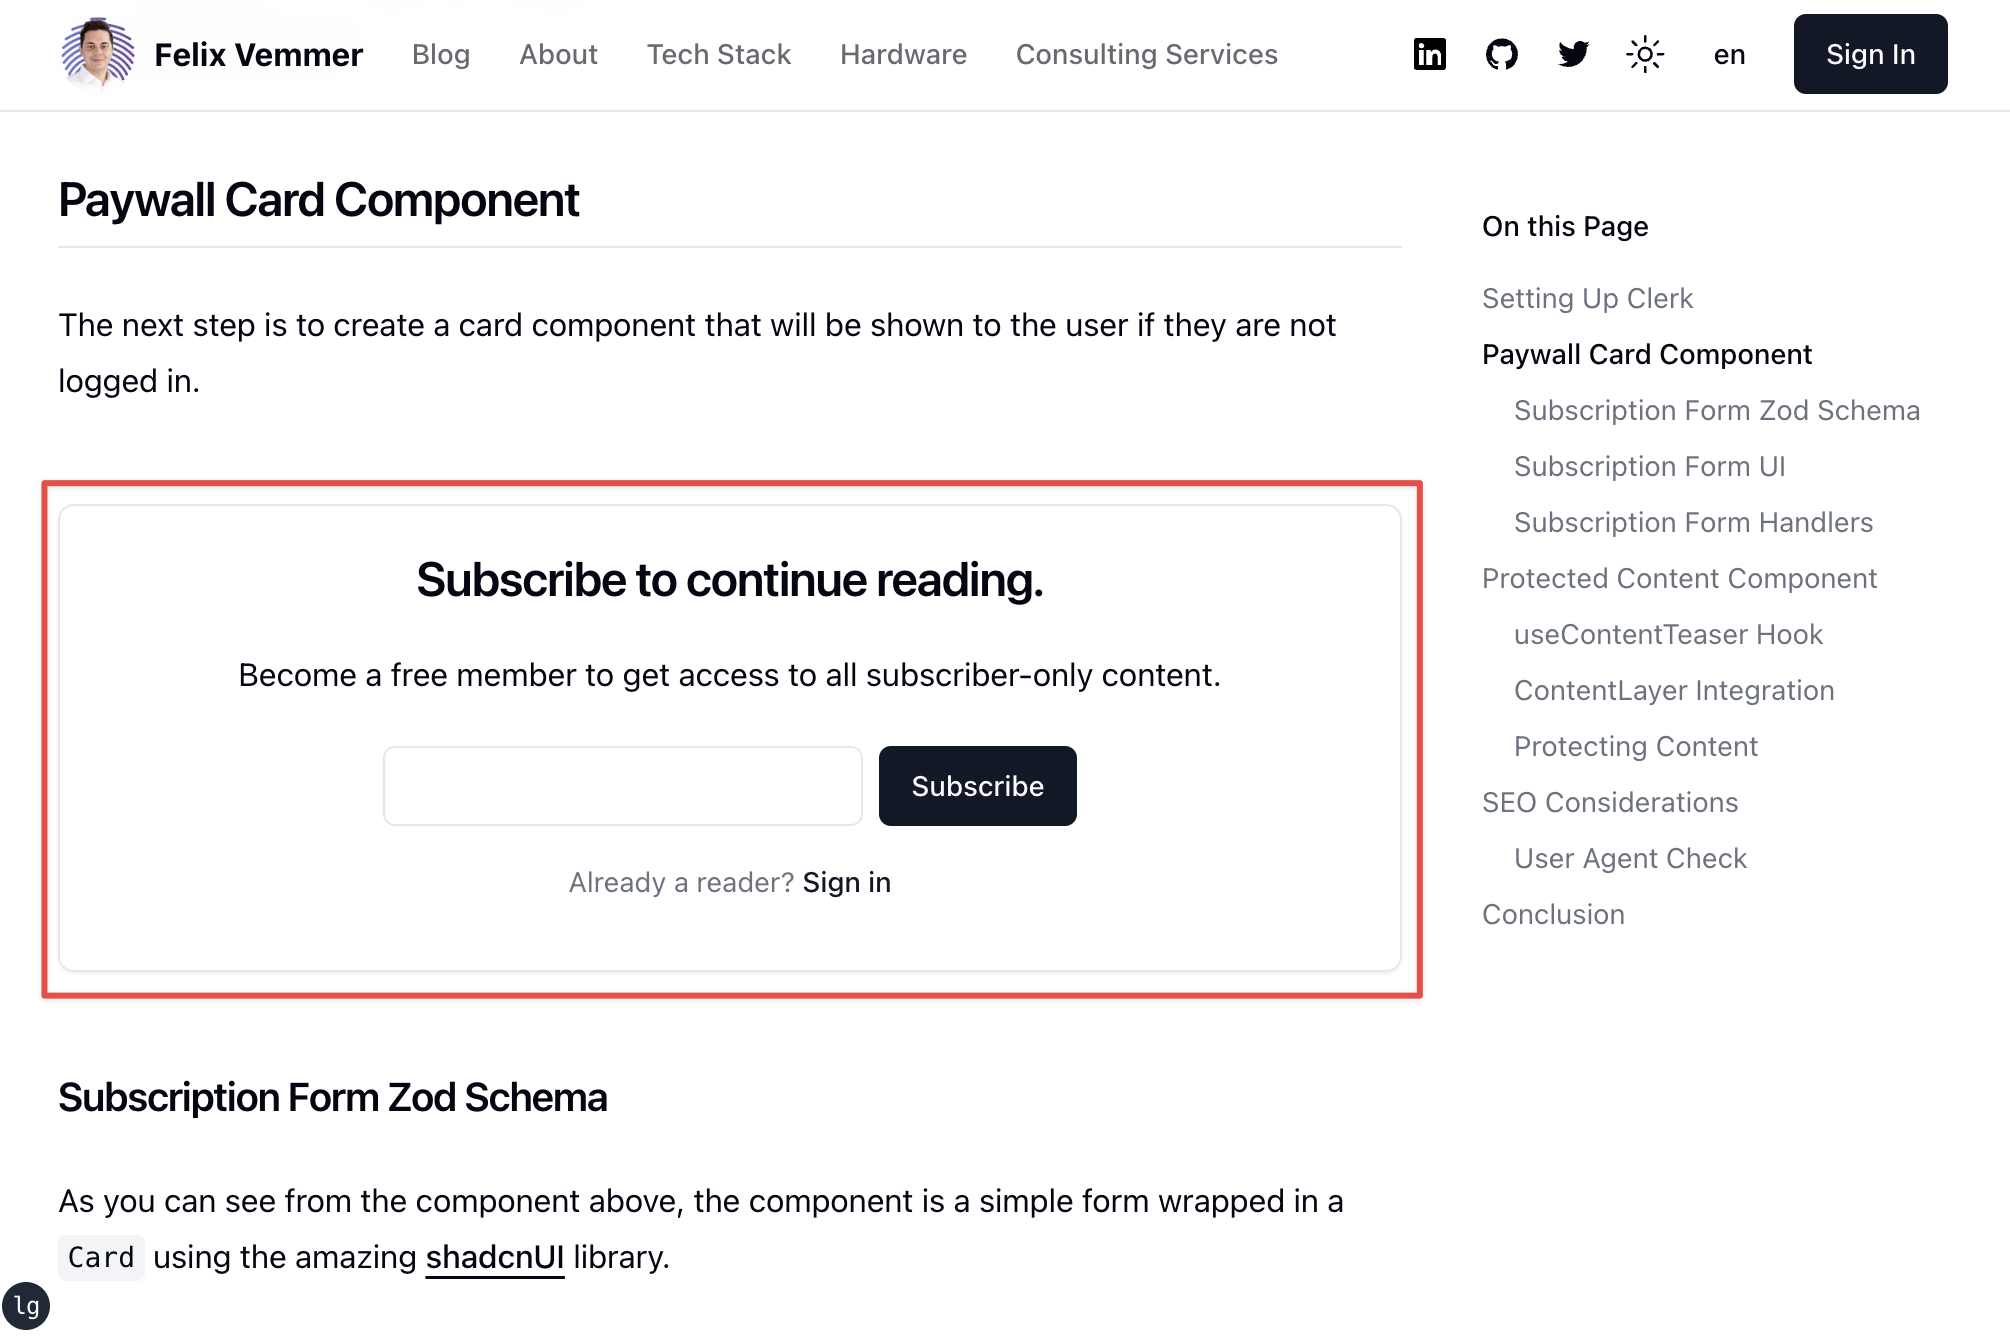 Felix Vemmer Blog About Tech Stack Hardware Consulting Services in en Sign In
Paywall Card Component
The next step is to create a card component that will be shown to the user if they are not
logged in.
Subscribe to continue reading.
Become a free member to get access to all subscriber-only content.
Subscribe
Already a reader? Sign in
Subscription Form Zod Schema
As you can see from the component above, the component is a simple form wrapped in a
Card using the amazing shadcnUI library.
lg
On this Page
Setting Up Clerk
Paywall Card Component
Subscription Form Zod Schema
Subscription Form UI
Subscription Form Handlers
Protected Content Component
useContentTeaser Hook
ContentLayer Integration
Protecting Content
SEO Considerations
User Agent Check
Conclusion